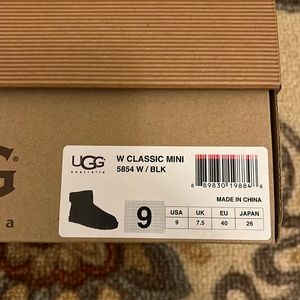 UGG
australia
W CLASSIC MINI
5854 W / BLK
8 89830 19884 8
MADE IN CHINA
9
USA UK EU JAPAN
9 7.5 40 26
G
a